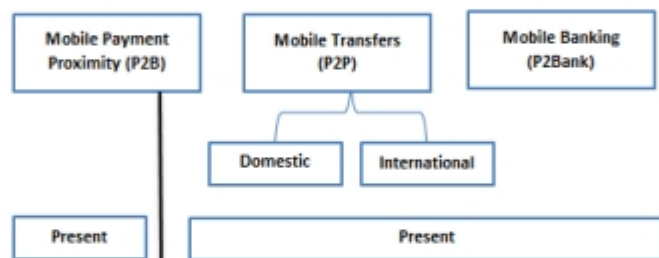 Mobile Payment
Proximity (P2B)
Mobile Transfers
(P2P)
Mobile Banking
(P2Bank)
Domestic
International
Present
Present